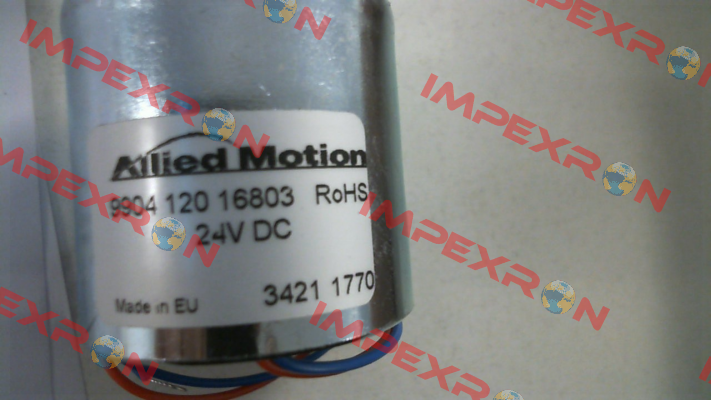 Allied Motion
9904 120 16803 RoHS
24V DC
3421 1770
Made in EU
IMPEXRON
IMPEXRON
IMPEXRON
IMPEXRON
IMPEXRON
IMPEXRON
IMPEXRON